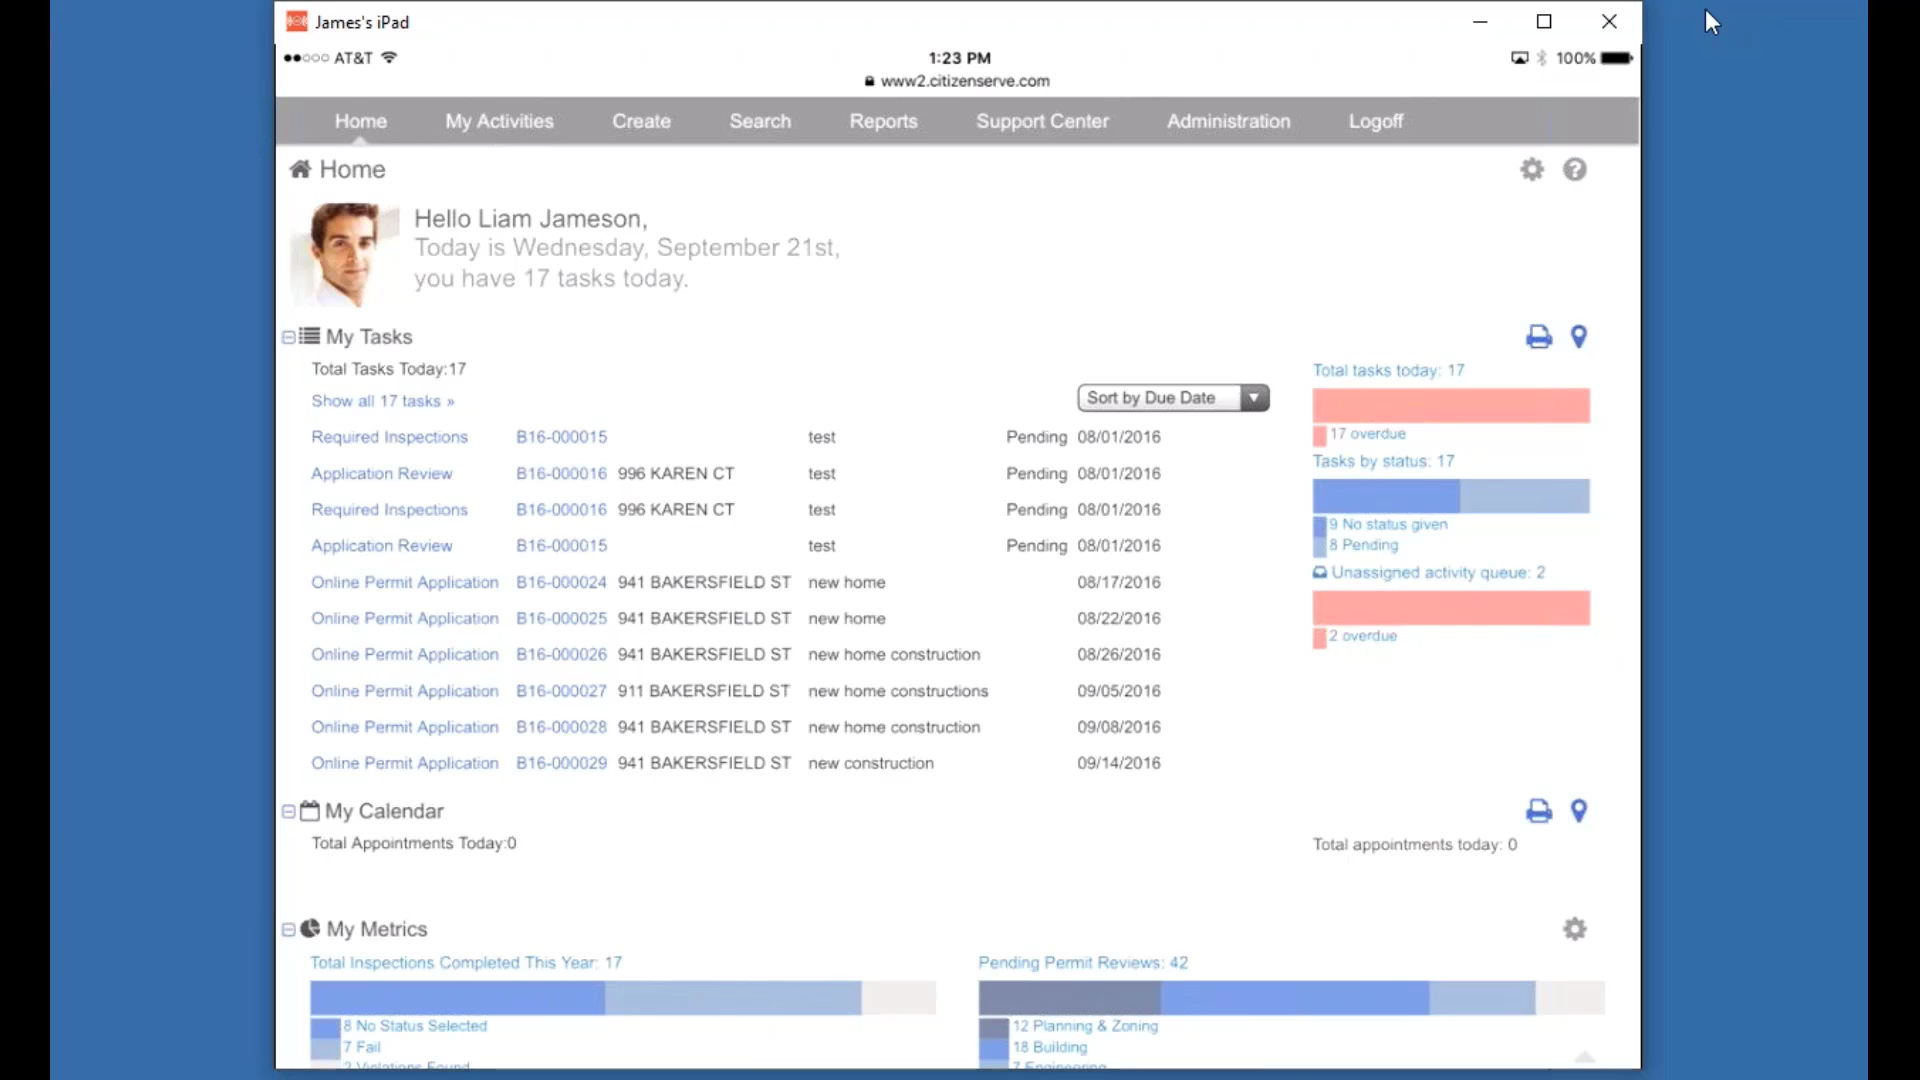 James's iPad
AT&T
1:23 PM
100%
www2.citizenserve.com
Home My Activities Create Search Reports Support Center Administration Logoff
Home
Hello Liam Jameson,
Today is Wednesday, September 21st,
you have 17 tasks today.
My Tasks
Total Tasks Today:17
Show all 17 tasks »
Sort by Due Date
Required Inspections B16-000015 test Pending 08/01/2016
Application Review B16-000016 996 KAREN CT test Pending 08/01/2016
Required Inspections B16-000016 996 KAREN CT test Pending 08/01/2016
Application Review B16-000015 test Pending 08/01/2016
Online Permit Application B16-000024 941 BAKERSFIELD ST new home 08/17/2016
Online Permit Application B16-000025 941 BAKERSFIELD ST new home 08/22/2016
Online Permit Application B16-000026 941 BAKERSFIELD ST new home construction 08/26/2016
Online Permit Application B16-000027 911 BAKERSFIELD ST new home constructions 09/05/2016
Online Permit Application B16-000028 941 BAKERSFIELD ST new home construction 09/08/2016
Online Permit Application B16-000029 941 BAKERSFIELD ST new construction 09/14/2016
Total tasks today: 17
17 overdue
Tasks by status: 17
9 No status given
8 Pending
Unassigned activity queue: 2
2 overdue
My Calendar
Total Appointments Today:0
Total appointments today: 0
My Metrics
Total Inspections Completed This Year: 17
8 No Status Selected
7 Fail
2 Violations Found
Pending Permit Reviews: 42
12 Planning & Zoning
18 Building
7 Engineering